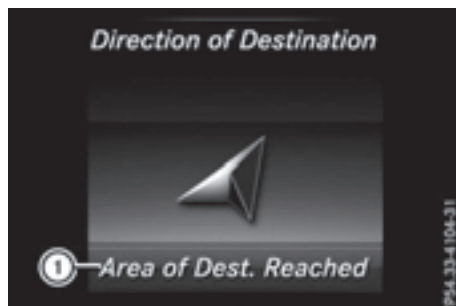 Direction of Destination
1 Area of Dest. Reached
P54.33-4104-31